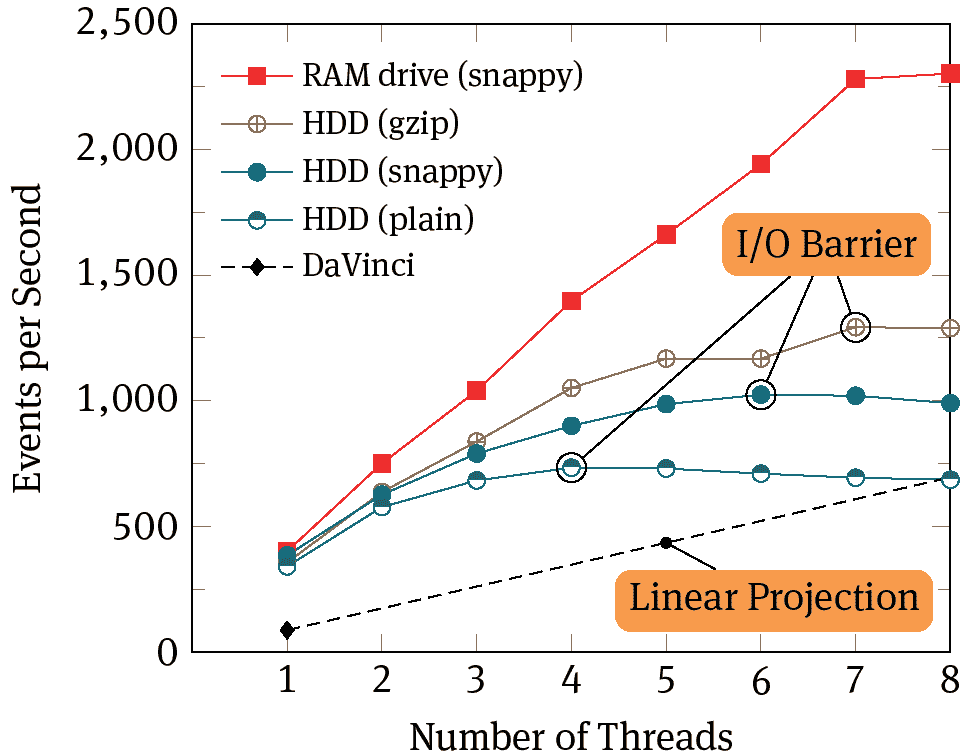 2,500
2,000
1,500
1,000
500
0
Events per Second
RAM drive (snappy)
HDD (gzip)
HDD (snappy)
HDD (plain)
DaVinci
I/O Barrier
Linear Projection
1 2 3 4 5 6 7 8
Number of Threads